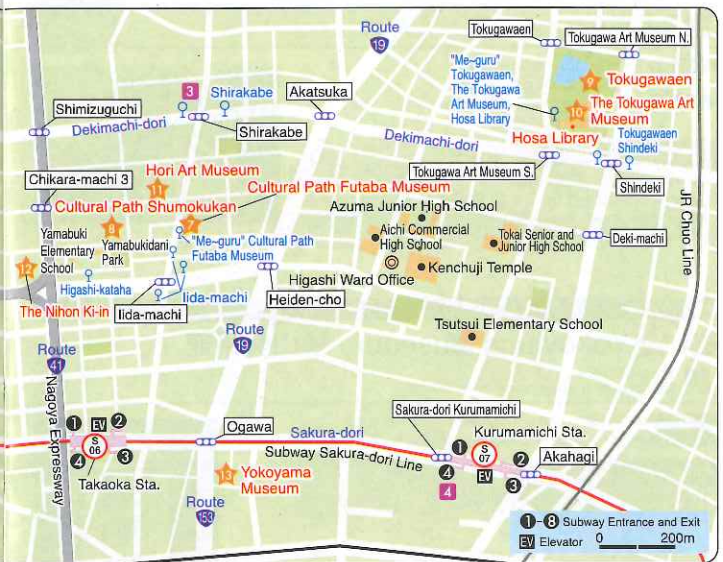 Route
19
Tokugawaen
Tokugawa Art Museum N.
"Me~guru"
Tokugawaen,
The Tokugawa
Art Museum,
Hosa Library
9
Tokugawaen
10
The Tokugawa Art
Museum
Hosa Library
Tokugawaen
Shindeki
3
Shirakabe
Akatsuka
Shimizuguchi
Shirakabe
Dekimachi-dori
Dekimachi-dori
Tokugawa Art Museum S.
Shindeki
Hori Art Museum
11
Chikara-machi 3
Cultural Path Futaba Museum
Cultural Path Shumokukan
Azuma Junior High School
JR Chuo Line
8
7
Yamabuki
Elementary
School
Yamabukidani
Park
"Me~guru" Cultural Path
Futaba Museum
Aichi Commercial
High School
Tokai Senior and
Junior High School
Deki-machi
12
Higashi-kataha
Higashi Ward Office
Kenchuji Temple
The Nihon Ki-in
Iida-machi
Iida-machi
Heiden-cho
Route
41
Route
19
Tsutsui Elementary School
Nagoya Expressway
Sakura-dori Kurumamichi
Kurumamichi Sta.
1
EV
2
S
06
4
3
Takaoka Sta.
Ogawa
Sakura-dori
Subway Sakura-dori Line
1
S
07
2
4
EV
3
Akahagi
4
13
Yokoyama
Museum
Route
153
1-8 Subway Entrance and Exit
EV Elevator
0 200m